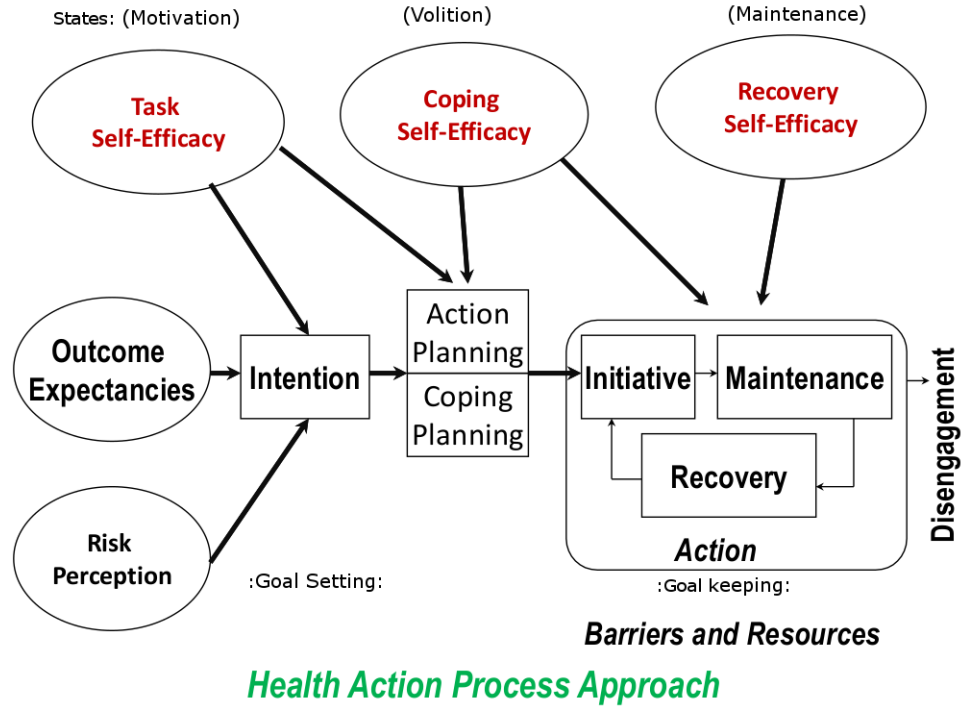 States: (Motivation)
(Volition)
(Maintenance)
Task
Self-Efficacy
Coping
Self-Efficacy
Recovery
Self-Efficacy
Outcome
Expectancies
Intention
Action
Planning
Coping
Planning
Initiative
Maintenance
Recovery
Action
Disengagement
Risk
Perception
:Goal Setting:
:Goal keeping:
Barriers and Resources
Health Action Process Approach